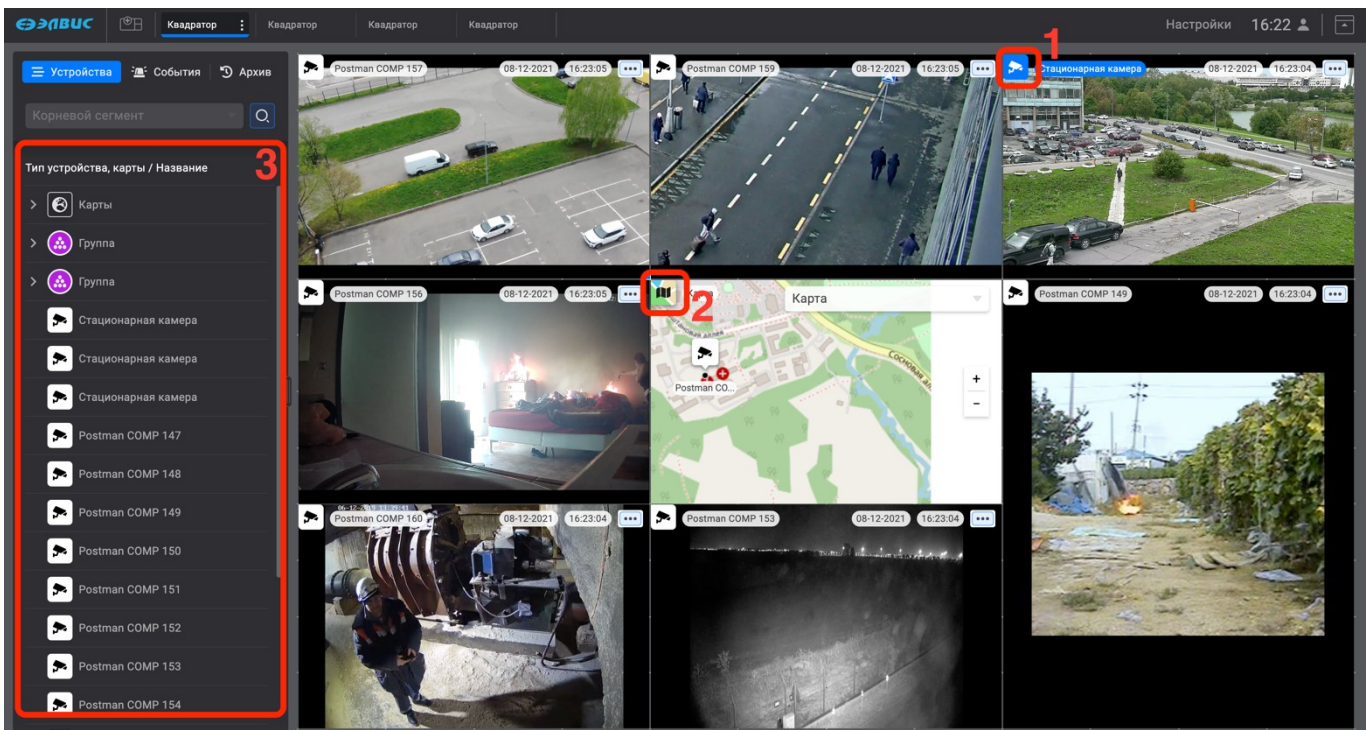 ЭЛВИС
Квадратор
Квадратор
Квадратор
Квадратор
Настройки
16:22
Устройства
События
Архив
Корневой сегмент
3
Тип устройства, карты / Название
Карты
Группа
Группа
Стационарная камера
Стационарная камера
Стационарная камера
Postman COMP 147
Postman COMP 148
Postman COMP 149
Postman COMP 150
Postman COMP 151
Postman COMP 152
Postman COMP 153
Postman COMP 154
Postman COMP 157
08-12-2021
16:23:05
Postman COMP 159
08-12-2021
16:23:05
1
Стационарная камера
08-12-2021
16:23:04
Postman COMP 156
08-12-2021
16:23:05
2
Карта
Postman CO...
+
−
Postman COMP 149
08-12-2021
16:23:04
Postman COMP 160
08-12-2021
16:23:04
Postman COMP 153
08-12-2021
16:23:04